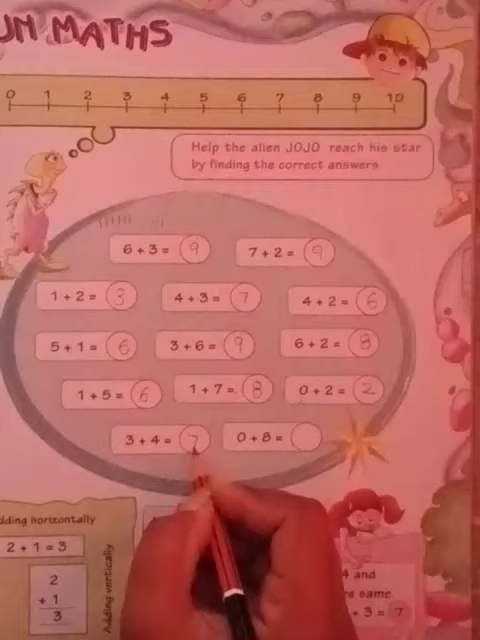 UN MATHS
0 1 2 3 4 5 6 7 8 9 10
Help the alien JOJO reach his star
by finding the correct answers
6 + 3 = 9 7 + 2 = 9
1 + 2 = 3 4 + 3 = 7 4 + 2 = 6
5 + 1 = 6 3 + 6 = 9 6 + 2 = 8
1 + 5 = 6 1 + 7 = 8 0 + 2 = 2
3 + 4 = 7 0 + 8 =
dding horizontally
2 + 1 = 3
Adding vertically
2
+ 1
3
4 and
re same.
+ 3 = 7